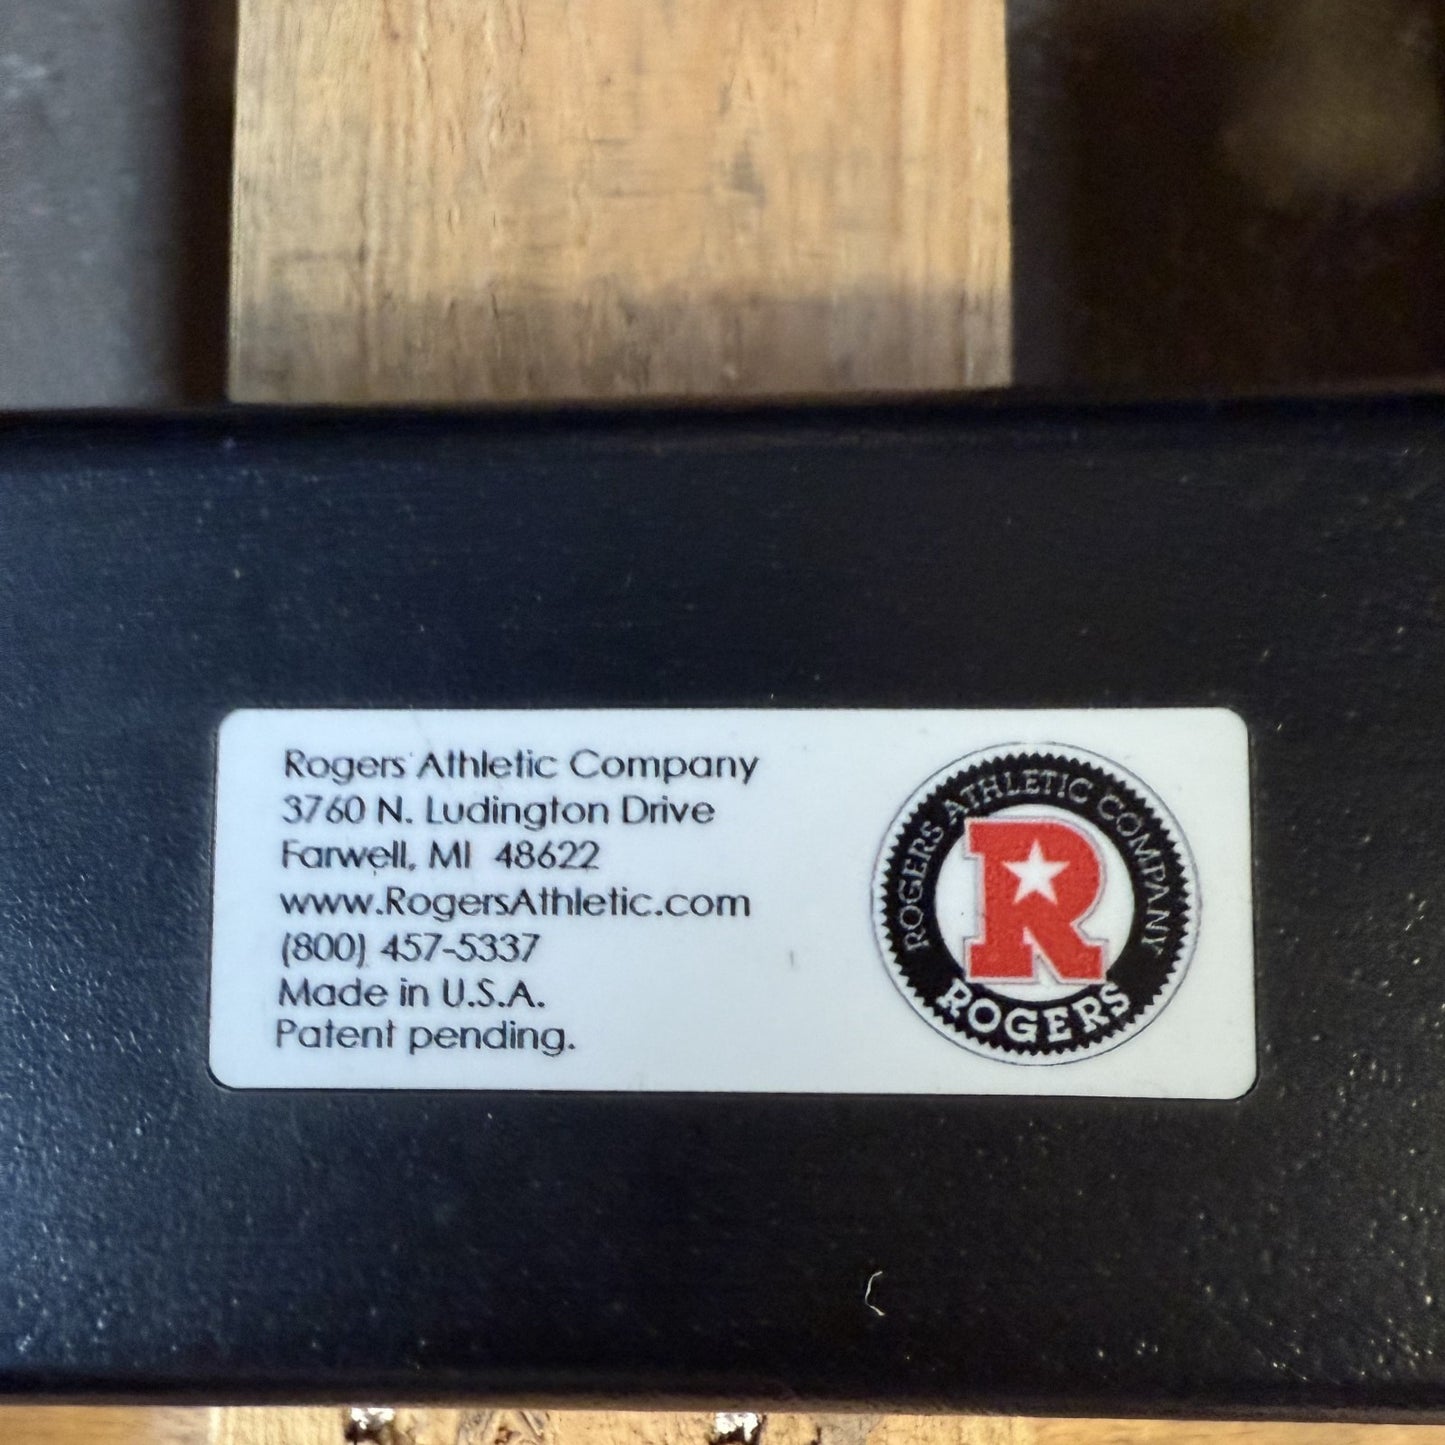 Rogers Athletic Company
3760 N. Ludington Drive
Farwell, MI 48622
www.RogersAthletic.com
(800) 457-5337
Made in U.S.A.
Patent pending.
ROGERS ATHLETIC COMPANY
R
ROGERS